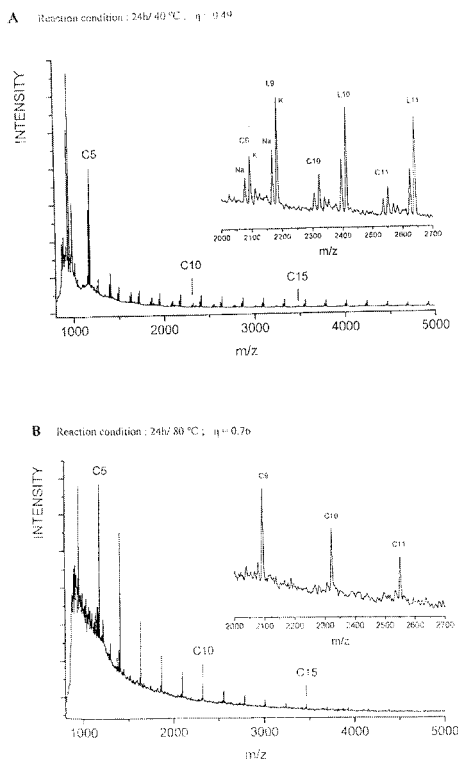 A Reaction condition : 24h/ 40 °C ; η = 0.49
INTENSITY
C5
C10
C15
1000 2000 3000 4000 5000
m/z
Na
K
Na
L9
K
C10
L10
C11
L11
2000 2100 2200 2300 2400 2500 2600 2700
m/z
B Reaction condition : 24h/ 80 °C ; η = 0.76
INTENSITY
C5
C10
C15
1000 2000 3000 4000 5000
m/z
C9
C10
C11
2000 2100 2200 2300 2400 2500 2600 2700
m/z